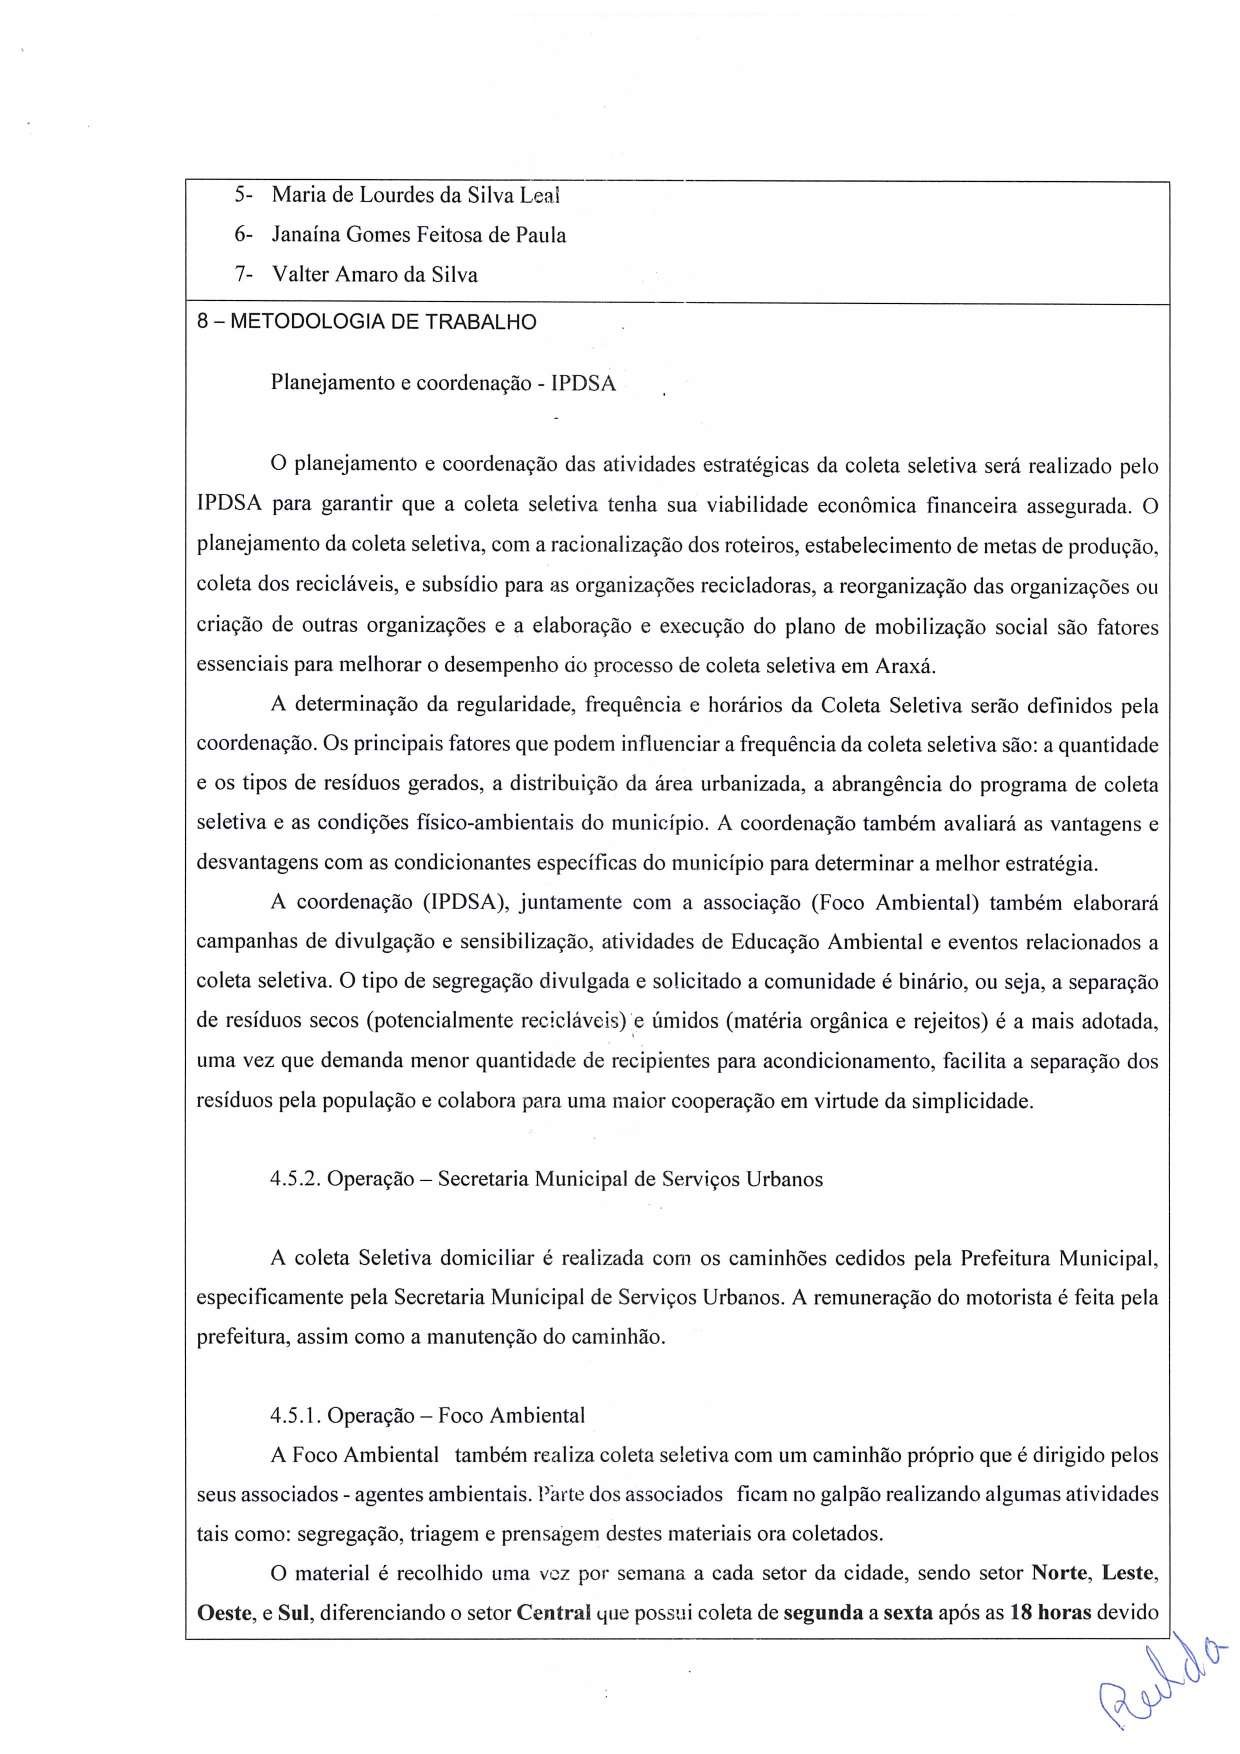 5- Maria de Lourdes da Silva Leal
6- Janaína Gomes Feitosa de Paula
7- Valter Amaro da Silva
8 – METODOLOGIA DE TRABALHO
Planejamento e coordenação - IPDSA
O planejamento e coordenação das atividades estratégicas da coleta seletiva será realizado pelo
IPDSA para garantir que a coleta seletiva tenha sua viabilidade econômica financeira assegurada. O
planejamento da coleta seletiva, com a racionalização dos roteiros, estabelecimento de metas de produção,
coleta dos recicláveis, e subsídio para as organizações recicladoras, a reorganização das organizações ou
criação de outras organizações e a elaboração e execução do plano de mobilização social são fatores
essenciais para melhorar o desempenho do processo de coleta seletiva em Araxá.
A determinação da regularidade, frequência e horários da Coleta Seletiva serão definidos pela
coordenação. Os principais fatores que podem influenciar a frequência da coleta seletiva são: a quantidade
e os tipos de resíduos gerados, a distribuição da área urbanizada, a abrangência do programa de coleta
seletiva e as condições físico-ambientais do município. A coordenação também avaliará as vantagens e
desvantagens com as condicionantes específicas do município para determinar a melhor estratégia.
A coordenação (IPDSA), juntamente com a associação (Foco Ambiental) também elaborará
campanhas de divulgação e sensibilização, atividades de Educação Ambiental e eventos relacionados a
coleta seletiva. O tipo de segregação divulgada e solicitado a comunidade é binário, ou seja, a separação
de resíduos secos (potencialmente recicláveis) e úmidos (matéria orgânica e rejeitos) é a mais adotada,
uma vez que demanda menor quantidade de recipientes para acondicionamento, facilita a separação dos
resíduos pela população e colabora para uma maior cooperação em virtude da simplicidade.
4.5.2. Operação – Secretaria Municipal de Serviços Urbanos
A coleta Seletiva domiciliar é realizada com os caminhões cedidos pela Prefeitura Municipal,
especificamente pela Secretaria Municipal de Serviços Urbanos. A remuneração do motorista é feita pela
prefeitura, assim como a manutenção do caminhão.
4.5.1. Operação – Foco Ambiental
A Foco Ambiental também realiza coleta seletiva com um caminhão próprio que é dirigido pelos
seus associados - agentes ambientais. Parte dos associados ficam no galpão realizando algumas atividades
tais como: segregação, triagem e prensagem destes materiais ora coletados.
O material é recolhido uma vez por semana a cada setor da cidade, sendo setor Norte, Leste,
Oeste, e Sul, diferenciando o setor Central que possui coleta de segunda a sexta após as 18 horas devido